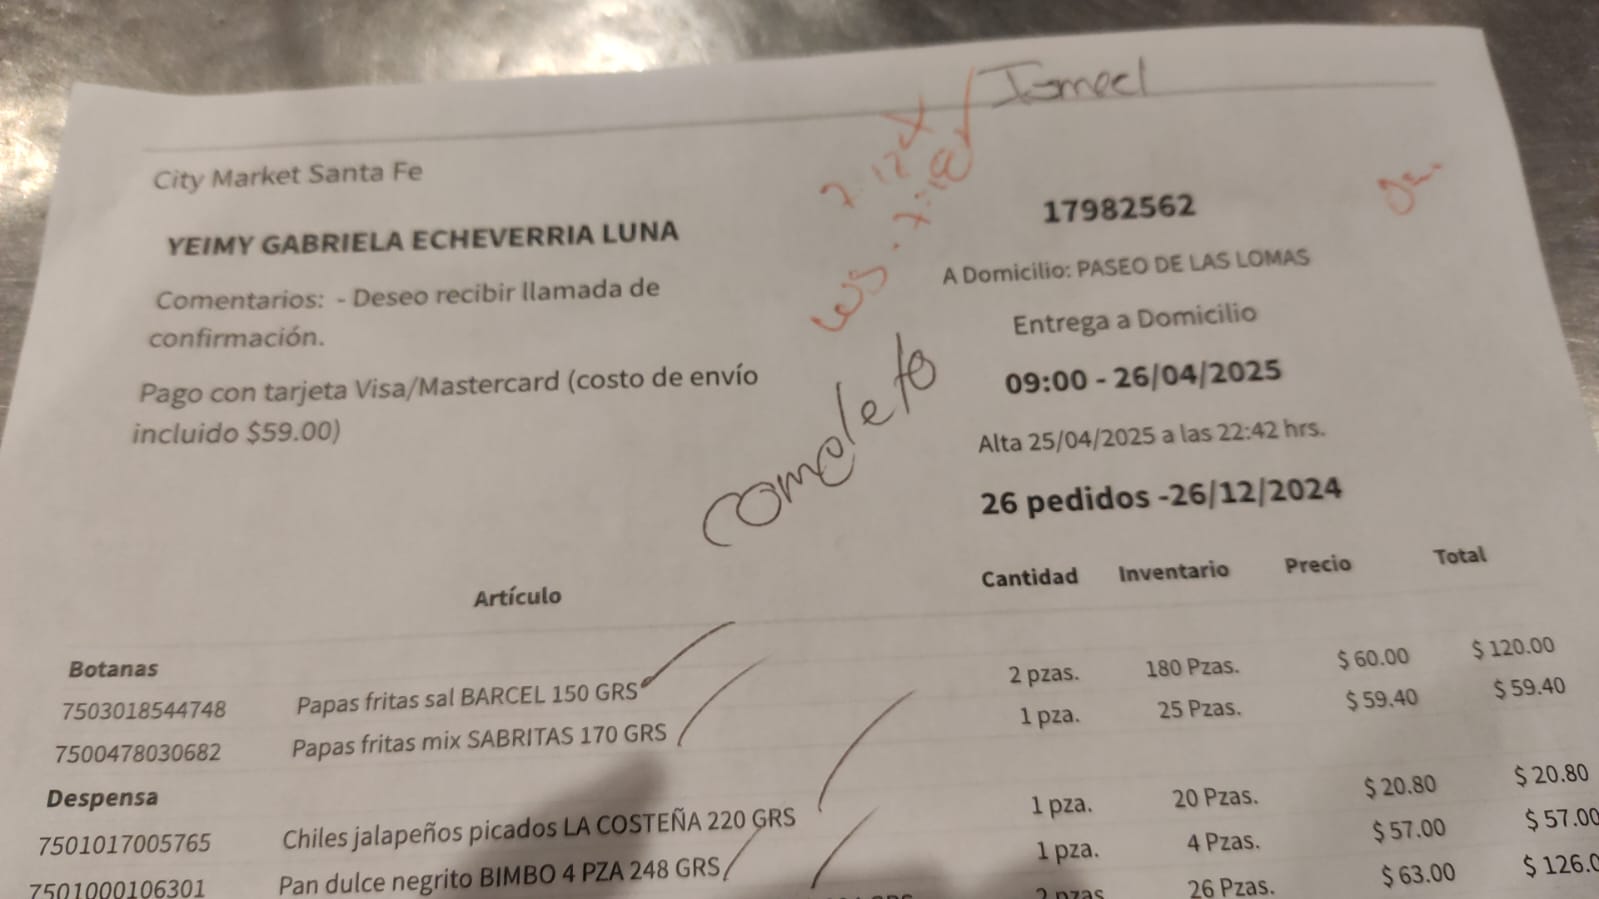 Ismael
City Market Santa Fe
YEIMY GABRIELA ECHEVERRIA LUNA
Comentarios: - Deseo recibir llamada de
confirmación.
Pago con tarjeta Visa/Mastercard (costo de envío
incluido $59.00)
completo
17982562
A Domicilio: PASEO DE LAS LOMAS
Entrega a Domicilio
09:00 - 26/04/2025
Alta 25/04/2025 a las 22:42 hrs.
26 pedidos -26/12/2024
Artículo Cantidad Inventario Precio Total
Botanas
7503018544748 Papas fritas sal BARCEL 150 GRS 2 pzas. 180 Pzas. $ 60.00 $ 120.00
7500478030682 Papas fritas mix SABRITAS 170 GRS 1 pza. 25 Pzas. $ 59.40 $ 59.40
Despensa
7501017005765 Chiles jalapeños picados LA COSTEÑA 220 GRS 1 pza. 20 Pzas. $ 20.80 $ 20.80
7501000106301 Pan dulce negrito BIMBO 4 PZA 248 GRS 1 pza. 4 Pzas. $ 57.00 $ 57.00
2 pzas. 26 Pzas. $ 63.00 $ 126.0